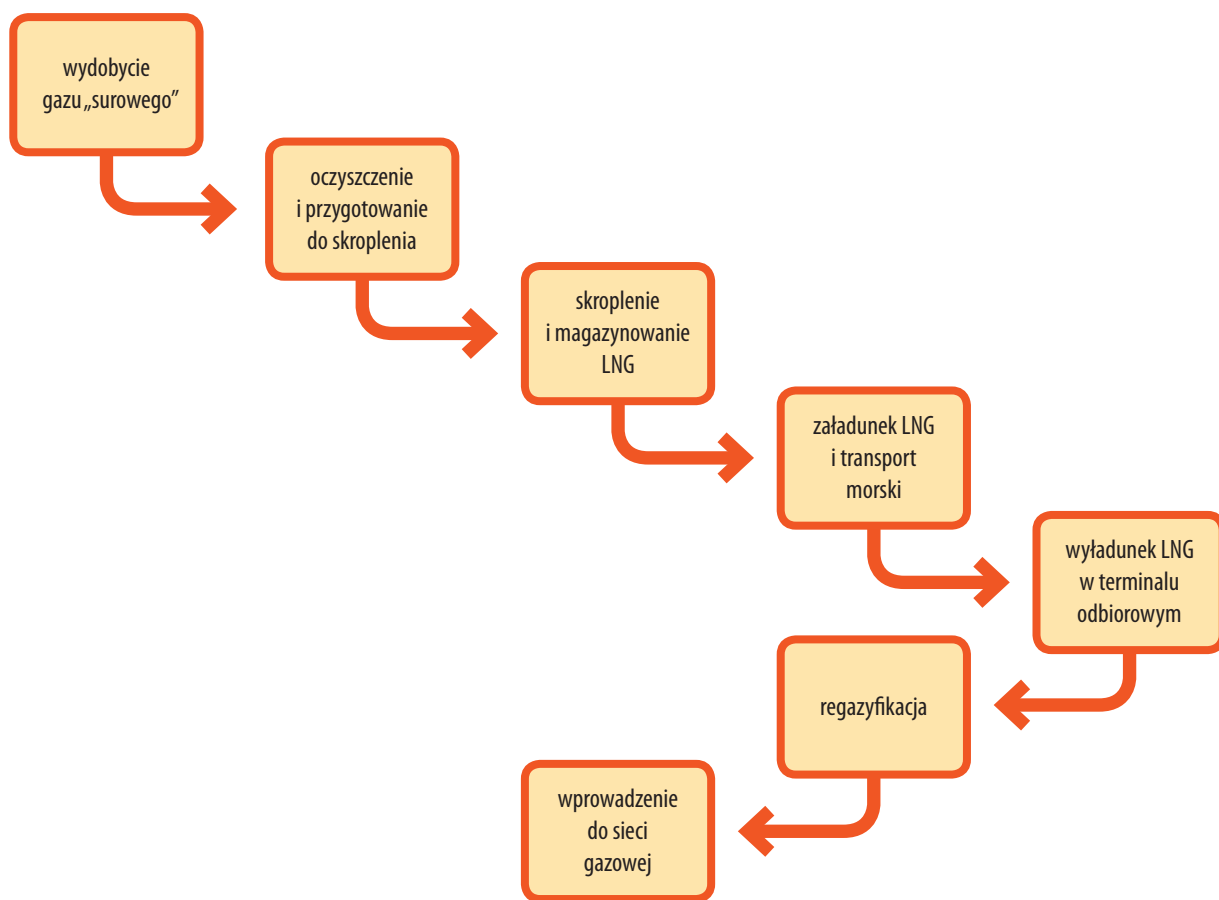 wydobycie
gazu „surowego”
oczyszczenie
i przygotowanie
do skroplenia
skroplenie
i magazynowanie
LNG
załadunek LNG
i transport
morski
wyładunek LNG
w terminalu
odbiorowym
regazyfikacja
wprowadzenie
do sieci
gazowej